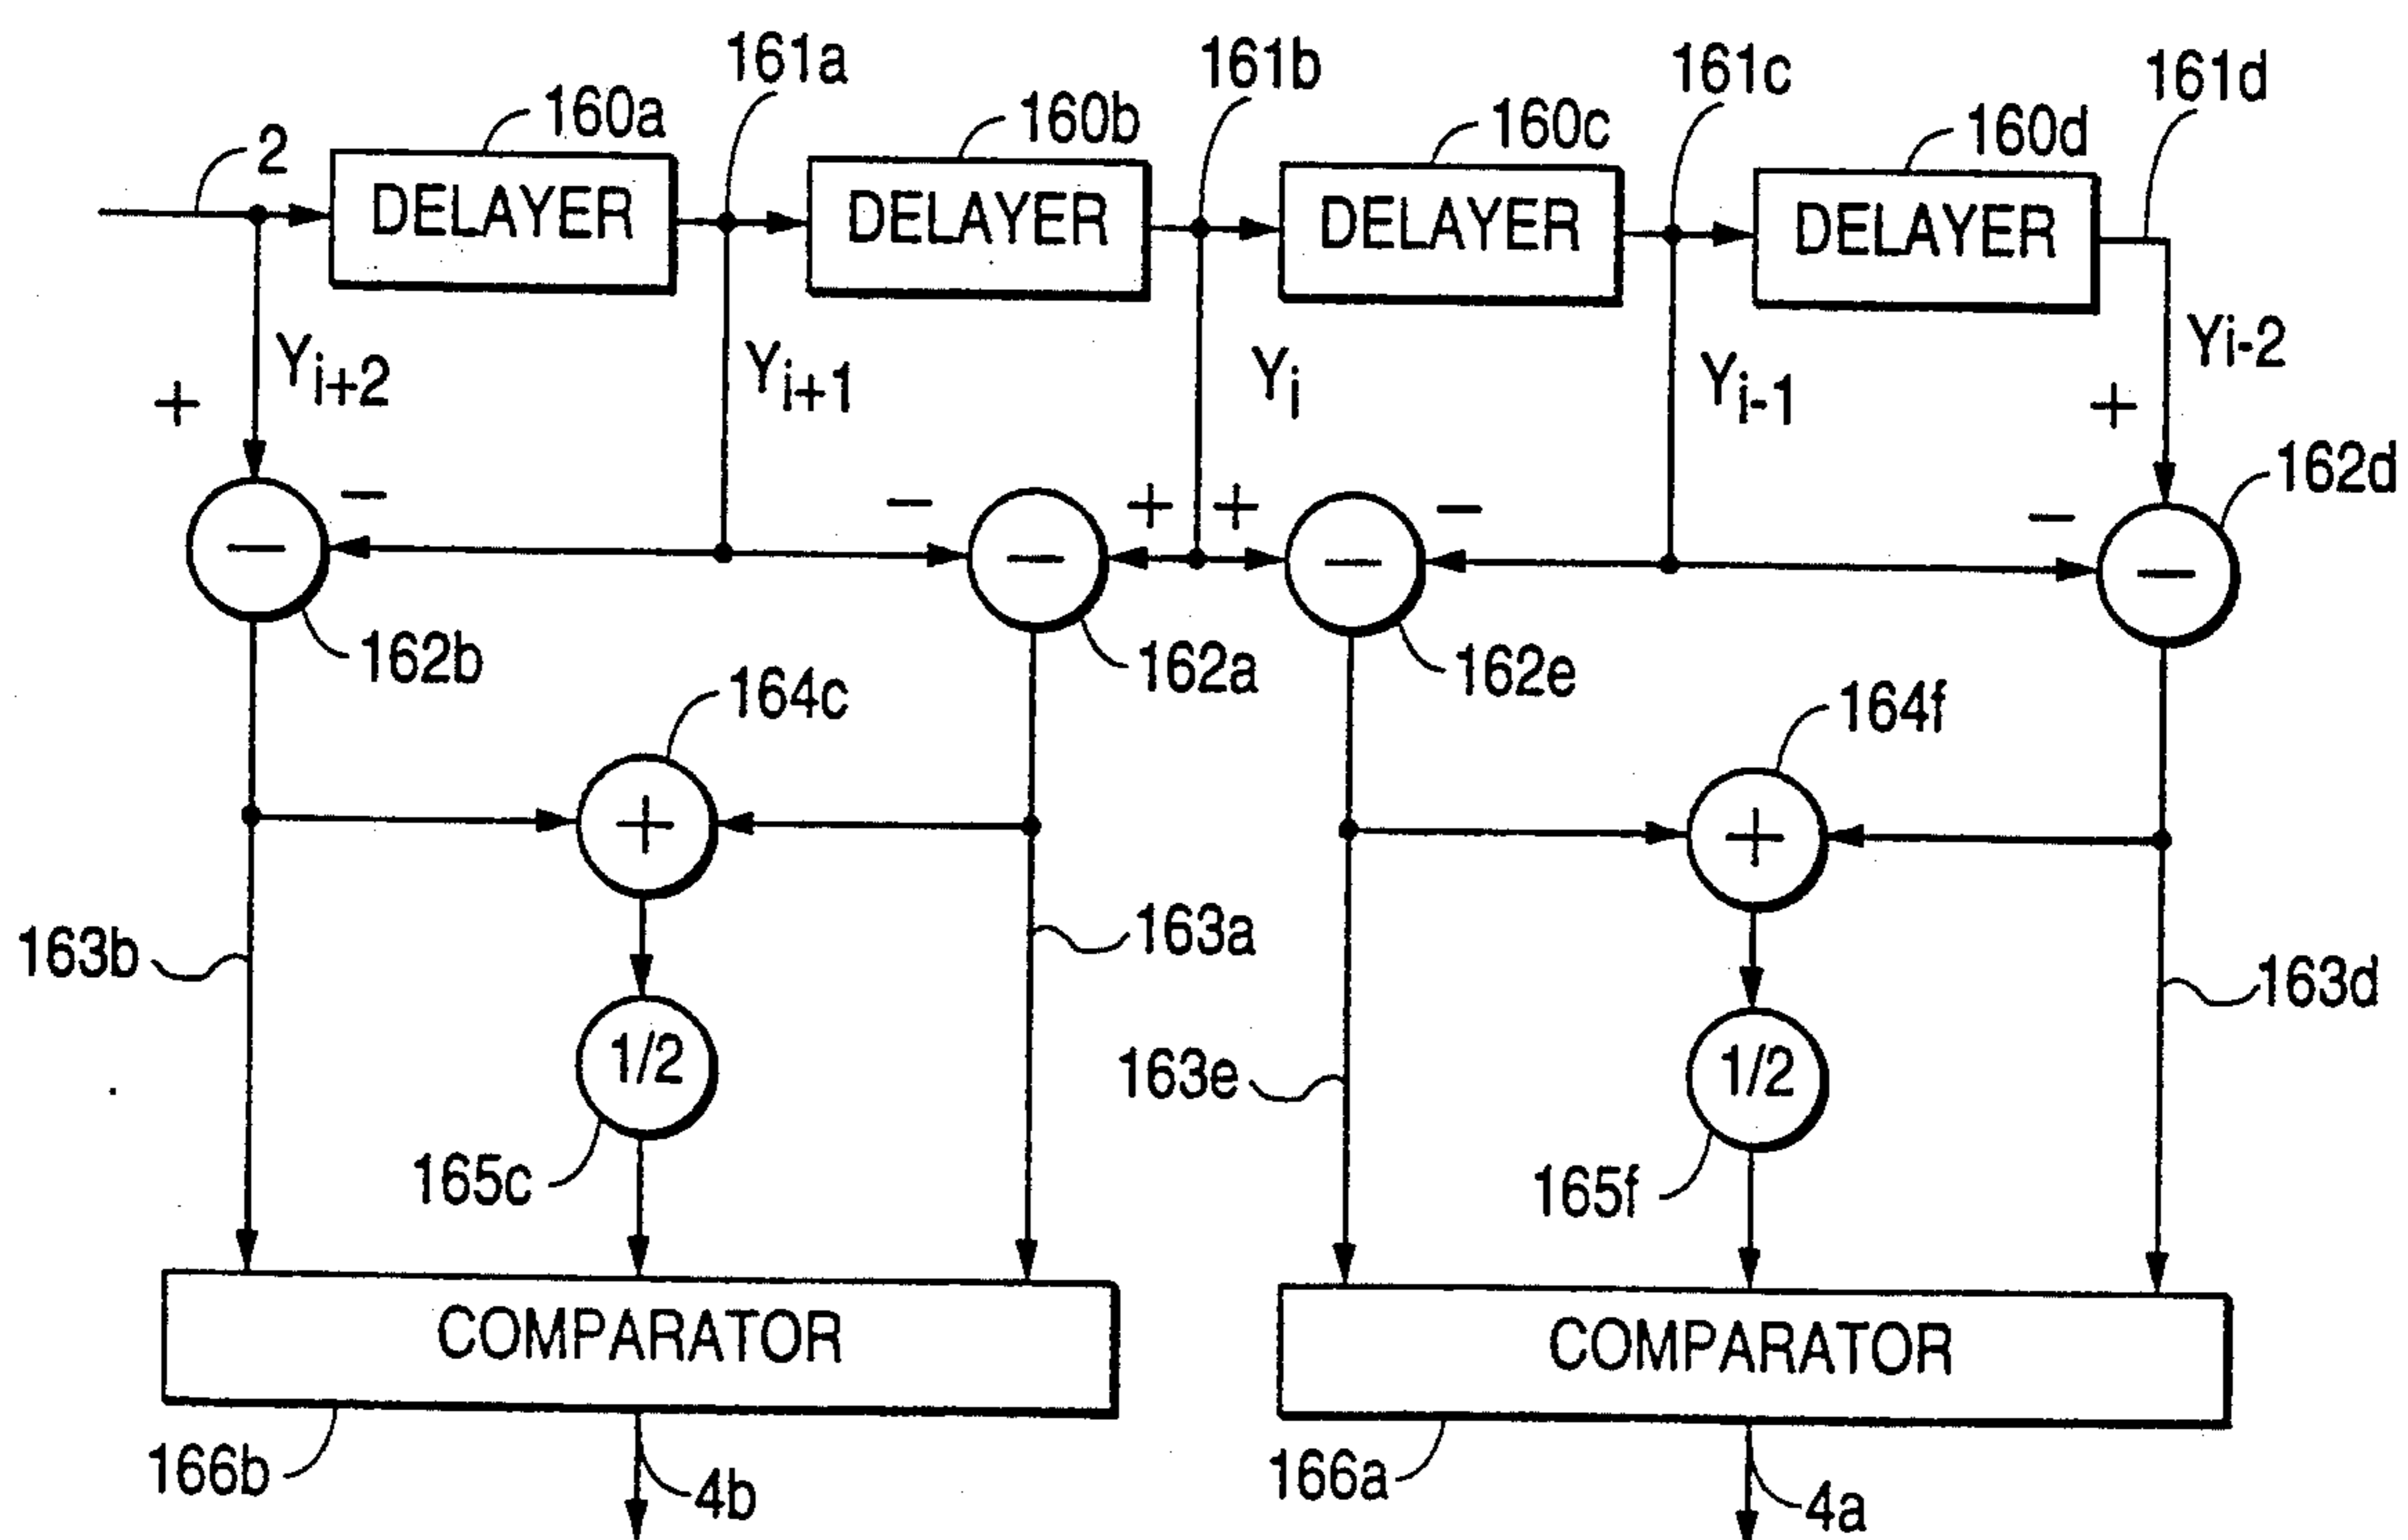 161a
161b
161c
161d
160a
160b
160c
160d
2
DELAYER
DELAYER
DELAYER
DELAYER
Yi+2
Yi+1
Yi
Yi-1
Yi-2
+
+
−
−
+
+
−
−
−
−
−
−
162d
162b
162a
162e
164c
164f
+
+
163b
163a
163d
163e
1/2
1/2
165c
165f
COMPARATOR
COMPARATOR
166b
4b
166a
4a